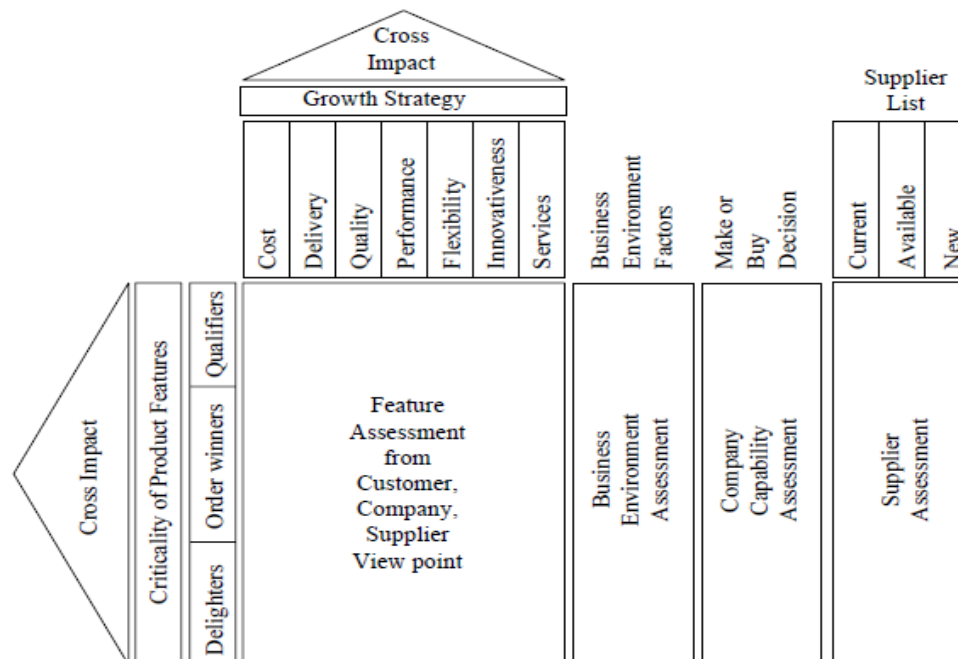 Cross
Impact
Growth Strategy
Supplier
List
Cost
Delivery
Quality
Performance
Flexibility
Innovativeness
Services
Business
Environment
Factors
Make or
Buy
Decision
Current
Available
New
Cross Impact
Criticality of Product Features
Qualifiers
Order winners
Delighters
Feature
Assessment
from
Customer,
Company,
Supplier
View point
Business
Environment
Assessment
Company
Capability
Assessment
Supplier
Assessment